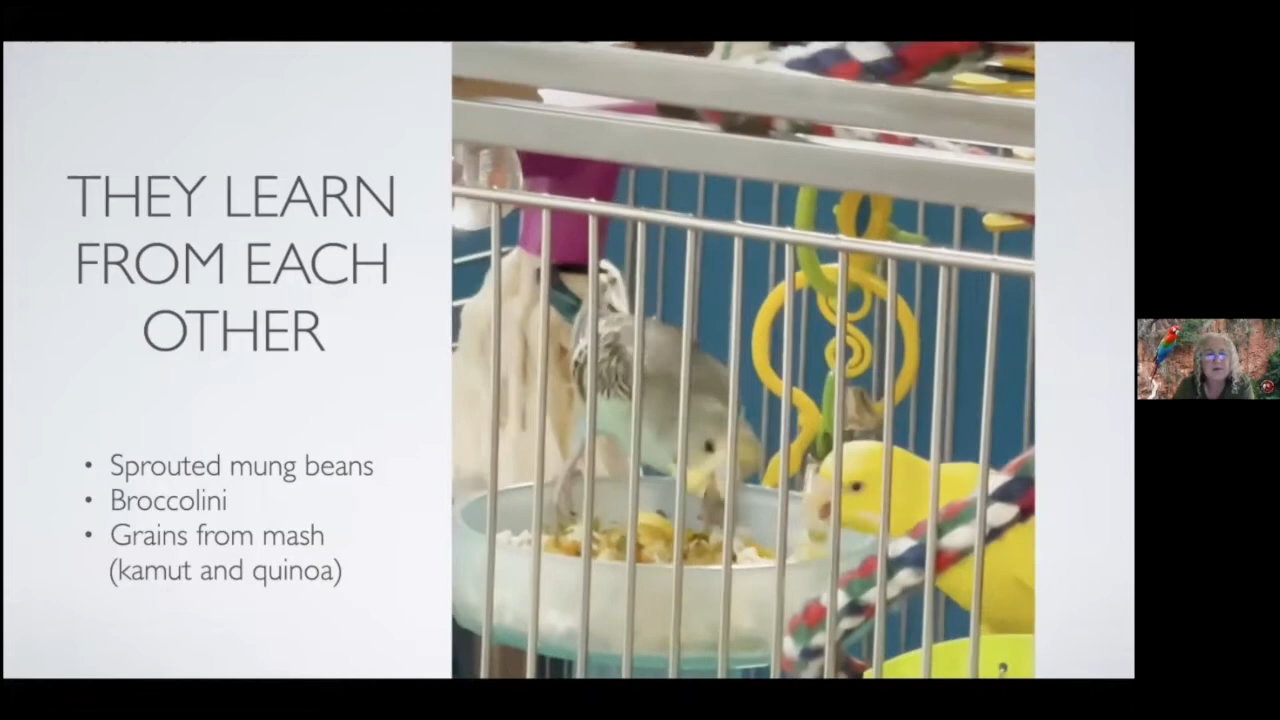 THEY LEARN
FROM EACH
OTHER
• Sprouted mung beans
• Broccolini
• Grains from mash
(kamut and quinoa)